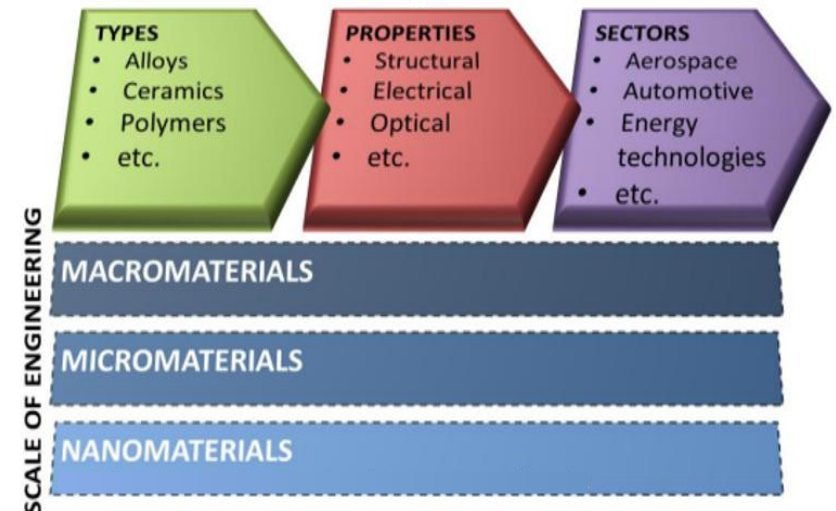 TYPES
• Alloys
• Ceramics
• Polymers
• etc.
PROPERTIES
• Structural
• Electrical
• Optical
• etc.
SECTORS
• Aerospace
• Automotive
• Energy
technologies
• etc.
SCALE OF ENGINEERING
MACROMATERIALS
MICROMATERIALS
NANOMATERIALS